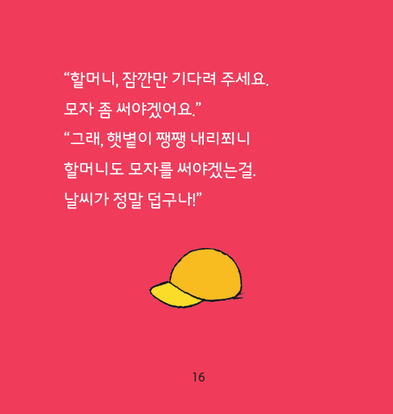 “할머니, 잠깐만 기다려 주세요.
모자 좀 써야겠어요.”
“그래, 햇볕이 쨍쨍 내리쬐니
할머니도 모자를 써야겠는걸.
날씨가 정말 덥구나!”
16